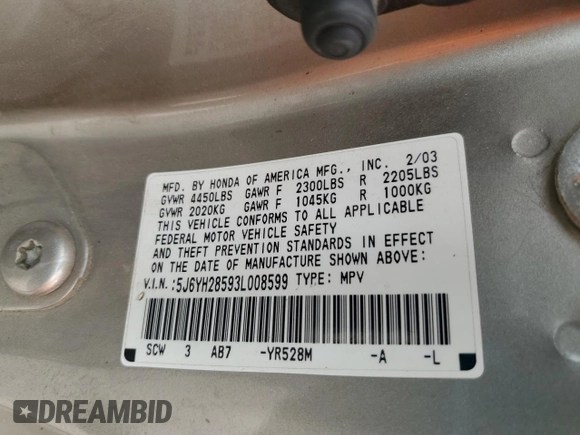 MFD. BY HONDA OF AMERICA MFG., INC. 2/03
GVWR 4450LBS GAWR F 2300LBS R 2205LBS
GVWR 2020KG GAWR F 1045KG R 1000KG
THIS VEHICLE CONFORMS TO ALL APPLICABLE
FEDERAL MOTOR VEHICLE SAFETY
AND THEFT PREVENTION STANDARDS IN EFFECT
ON THE DATE OF MANUFACTURE SHOWN ABOVE:
V.I.N.:5J6YH28593L008599 TYPE: MPV
SCW 3 AB7 -YR528M -A -L
DREAMBID